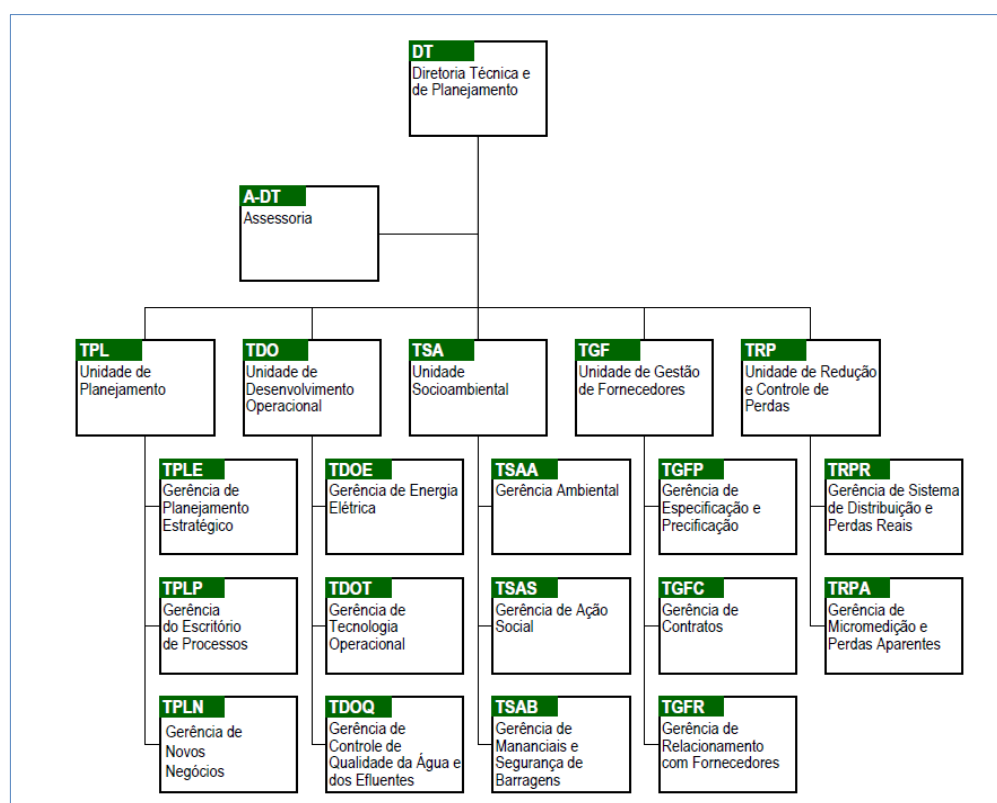 DT
Diretoria Técnica e
de Planejamento
A-DT
Assessoria
TPL
Unidade de
Planejamento
TDO
Unidade de
Desenvolvimento
Operacional
TSA
Unidade
Socioambiental
TGF
Unidade de Gestão
de Fornecedores
TRP
Unidade de Redução
e Controle de
Perdas
TPLE
Gerência de
Planejamento
Estratégico
TDOE
Gerência de Energia
Elétrica
TSAA
Gerência Ambiental
TGFP
Gerência de
Especificação e
Precificação
TRPR
Gerência de Sistema
de Distribuição e
Perdas Reais
TPLP
Gerência
do Escritório
de Processos
TDOT
Gerência de
Tecnologia
Operacional
TSAS
Gerência de Ação
Social
TGFC
Gerência de
Contratos
TRPA
Gerência de
Micromedição e
Perdas Aparentes
TPLN
Gerência de
Novos
Negócios
TDOQ
Gerência de
Controle de
Qualidade da Água e
dos Efluentes
TSAB
Gerência de
Mananciais e
Segurança de
Barragens
TGFR
Gerência de
Relacionamento
com Fornecedores